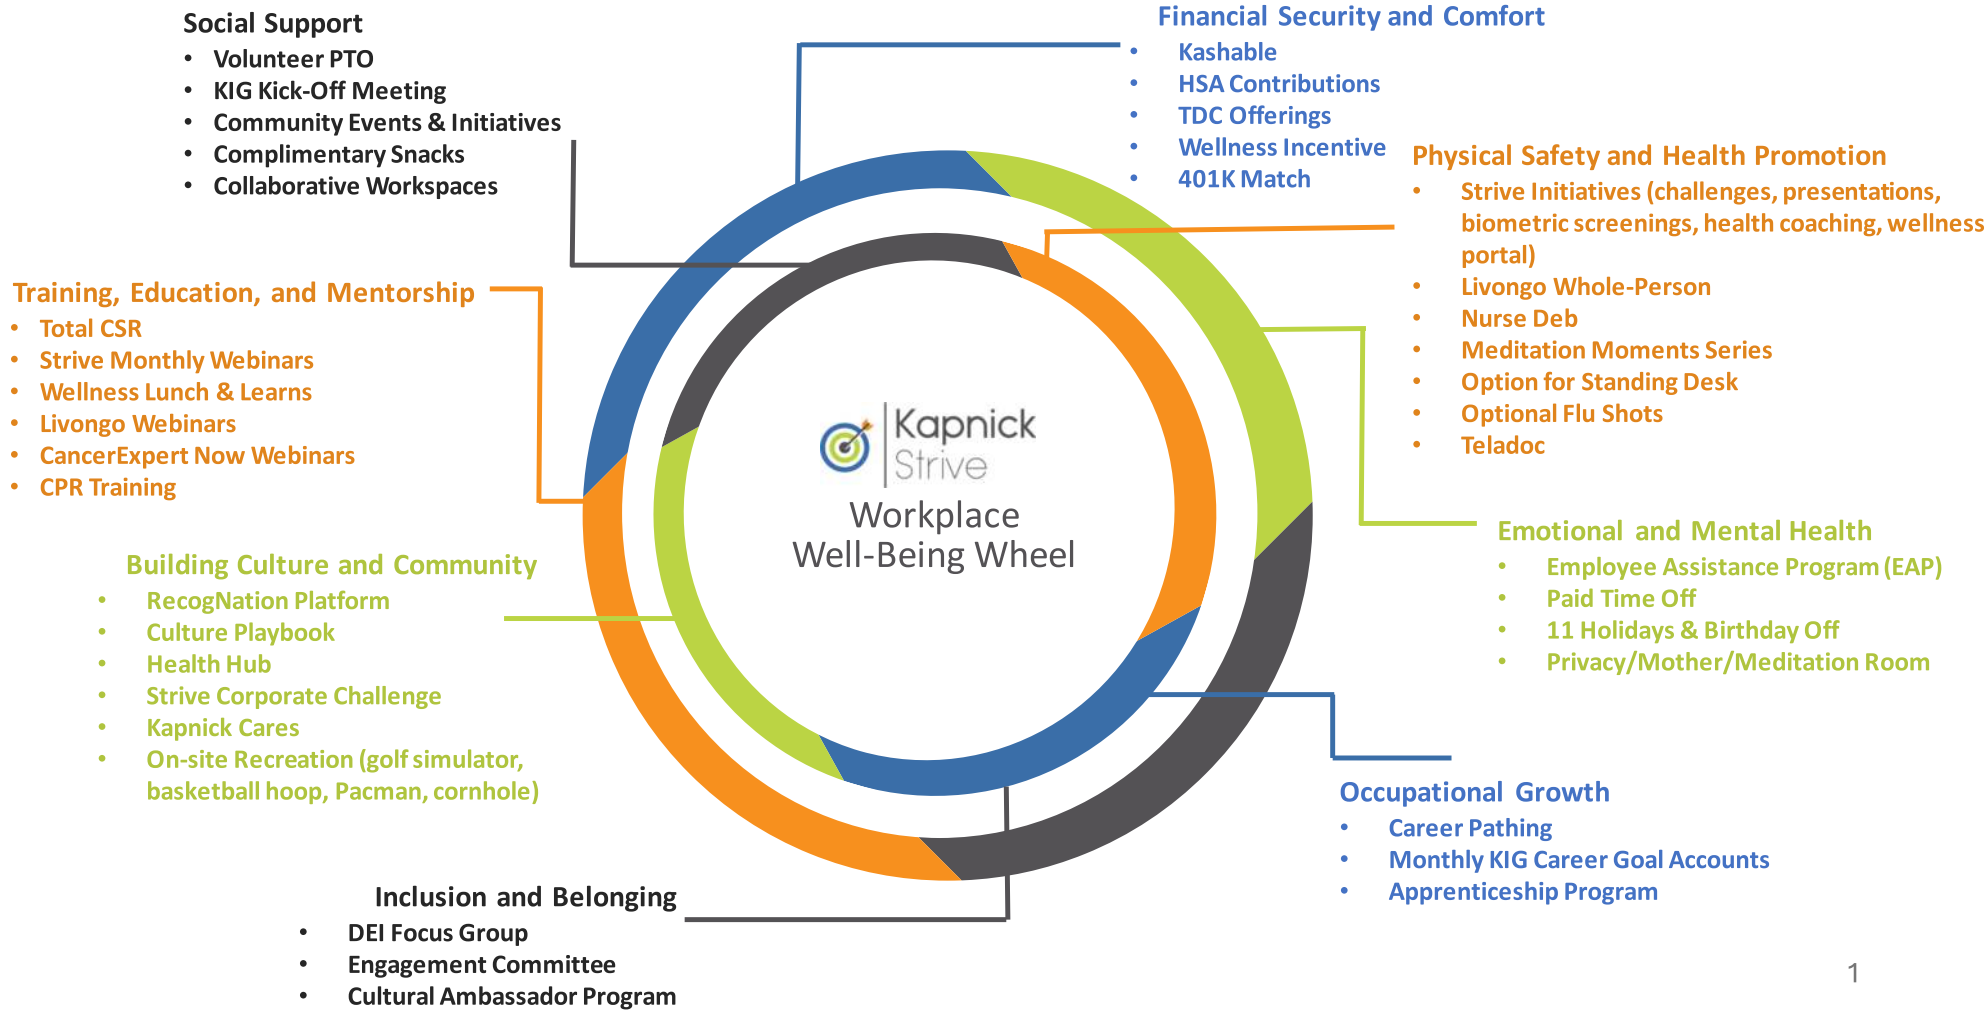 Social Support
• Volunteer PTO
• KIG Kick-Off Meeting
• Community Events & Initiatives
• Complimentary Snacks
• Collaborative Workspaces
Financial Security and Comfort
• Kashable
• HSA Contributions
• TDC Offerings
• Wellness Incentive
• 401K Match
Physical Safety and Health Promotion
• Strive Initiatives (challenges, presentations,
biometric screenings, health coaching, wellness
portal)
• Livongo Whole-Person
• Nurse Deb
• Meditation Moments Series
• Option for Standing Desk
• Optional Flu Shots
• Teladoc
Training, Education, and Mentorship
• Total CSR
• Strive Monthly Webinars
• Wellness Lunch & Learns
• Livongo Webinars
• CancerExpert Now Webinars
• CPR Training
Kapnick
Strive
Workplace
Well-Being Wheel
Emotional and Mental Health
• Employee Assistance Program (EAP)
• Paid Time Off
• 11 Holidays & Birthday Off
• Privacy/Mother/Meditation Room
Building Culture and Community
• RecogNation Platform
• Culture Playbook
• Health Hub
• Strive Corporate Challenge
• Kapnick Cares
• On-site Recreation (golf simulator,
basketball hoop, Pacman, cornhole)
Occupational Growth
• Career Pathing
• Monthly KIG Career Goal Accounts
• Apprenticeship Program
Inclusion and Belonging
• DEI Focus Group
• Engagement Committee
• Cultural Ambassador Program
1